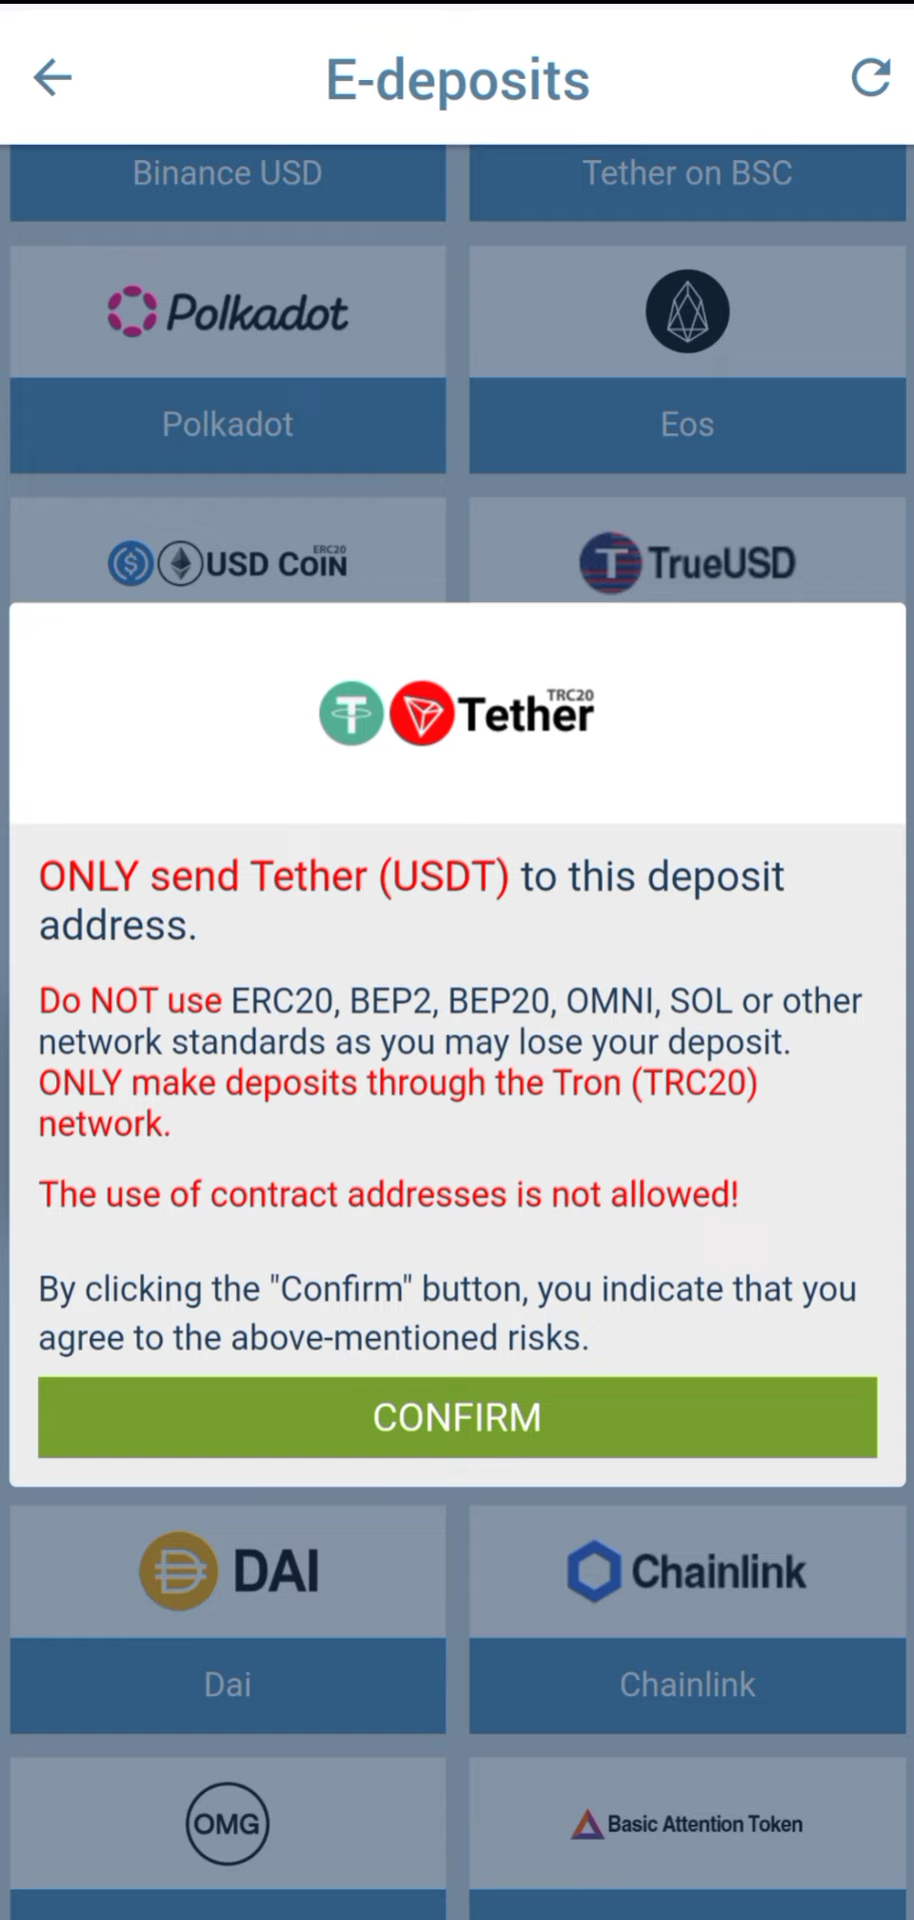 E-deposits
Binance USD
Tether on BSC
Polkadot
Polkadot
Eos
USD COIN ERC20
TrueUSD
Tether TRC20
ONLY send Tether (USDT) to this deposit
address.
Do NOT use ERC20, BEP2, BEP20, OMNI, SOL or other
network standards as you may lose your deposit.
ONLY make deposits through the Tron (TRC20)
network.
The use of contract addresses is not allowed!
By clicking the "Confirm" button, you indicate that you
agree to the above-mentioned risks.
CONFIRM
DAI
Chainlink
Dai
Chainlink
OMG
Basic Attention Token